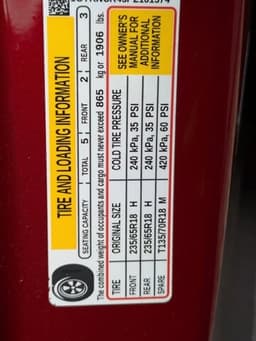 TIRE AND LOADING INFORMATION
SEATING CAPACITY TOTAL 5 FRONT 2 REAR 3
The combined weight of occupants and cargo must never exceed 865 kg or 1906 lbs.
TIRE ORIGINAL SIZE COLD TIRE PRESSURE
FRONT 235/65R18 H 240 kPa, 35 PSI
REAR 235/65R18 H 240 kPa, 35 PSI
SPARE T135/70R18 M 420 kPa, 60 PSI
SEE OWNER'S
MANUAL FOR
ADDITIONAL
INFORMATION